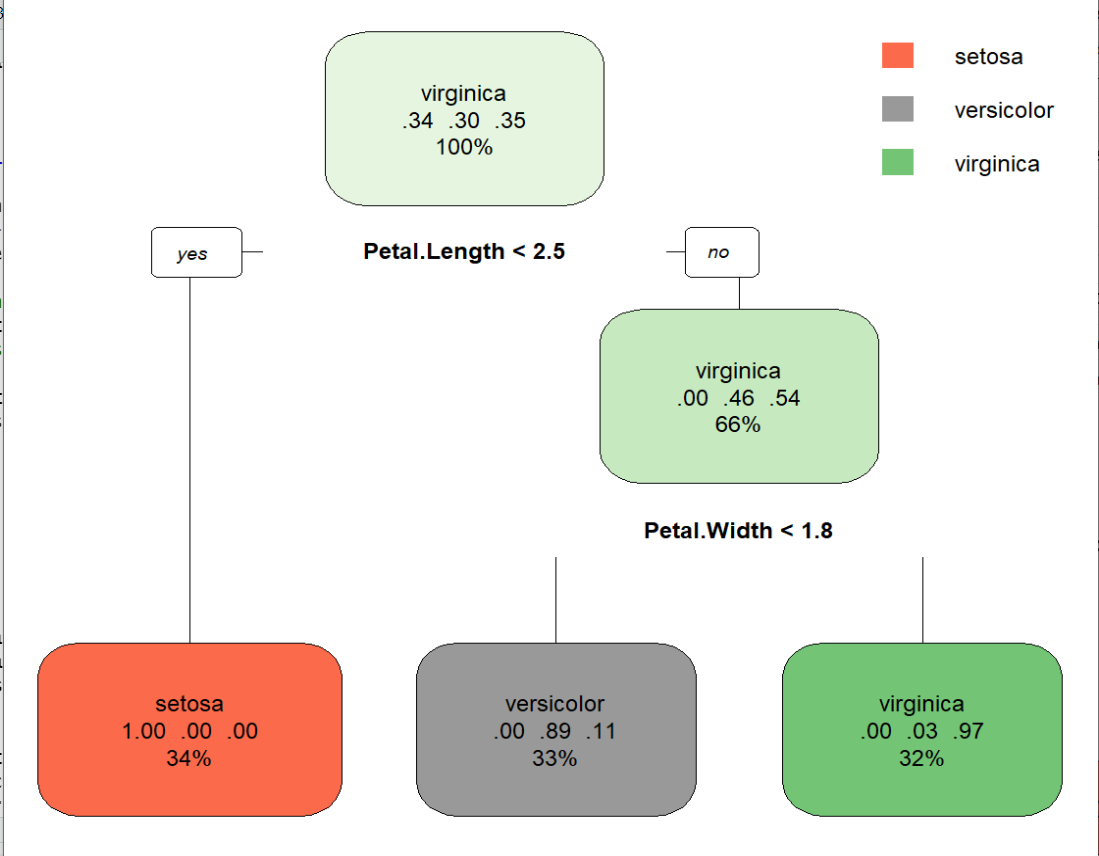 virginica
.34 .30 .35
100%
setosa
versicolor
virginica
yes
Petal.Length < 2.5
no
virginica
.00 .46 .54
66%
Petal.Width < 1.8
setosa
1.00 .00 .00
34%
versicolor
.00 .89 .11
33%
virginica
.00 .03 .97
32%